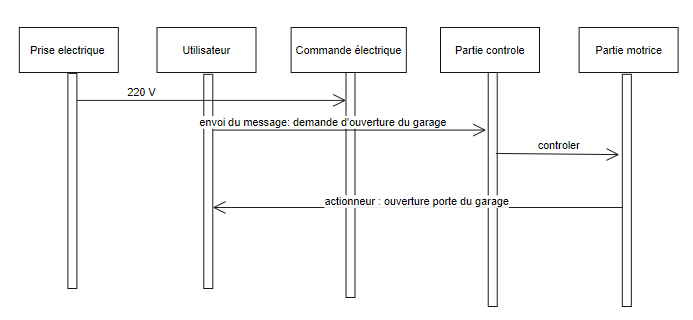 Prise electrique
Utilisateur
Commande électrique
Partie controle
Partie motrice
220 V
envoi du message: demande d'ouverture du garage
controler
actionneur : ouverture porte du garage